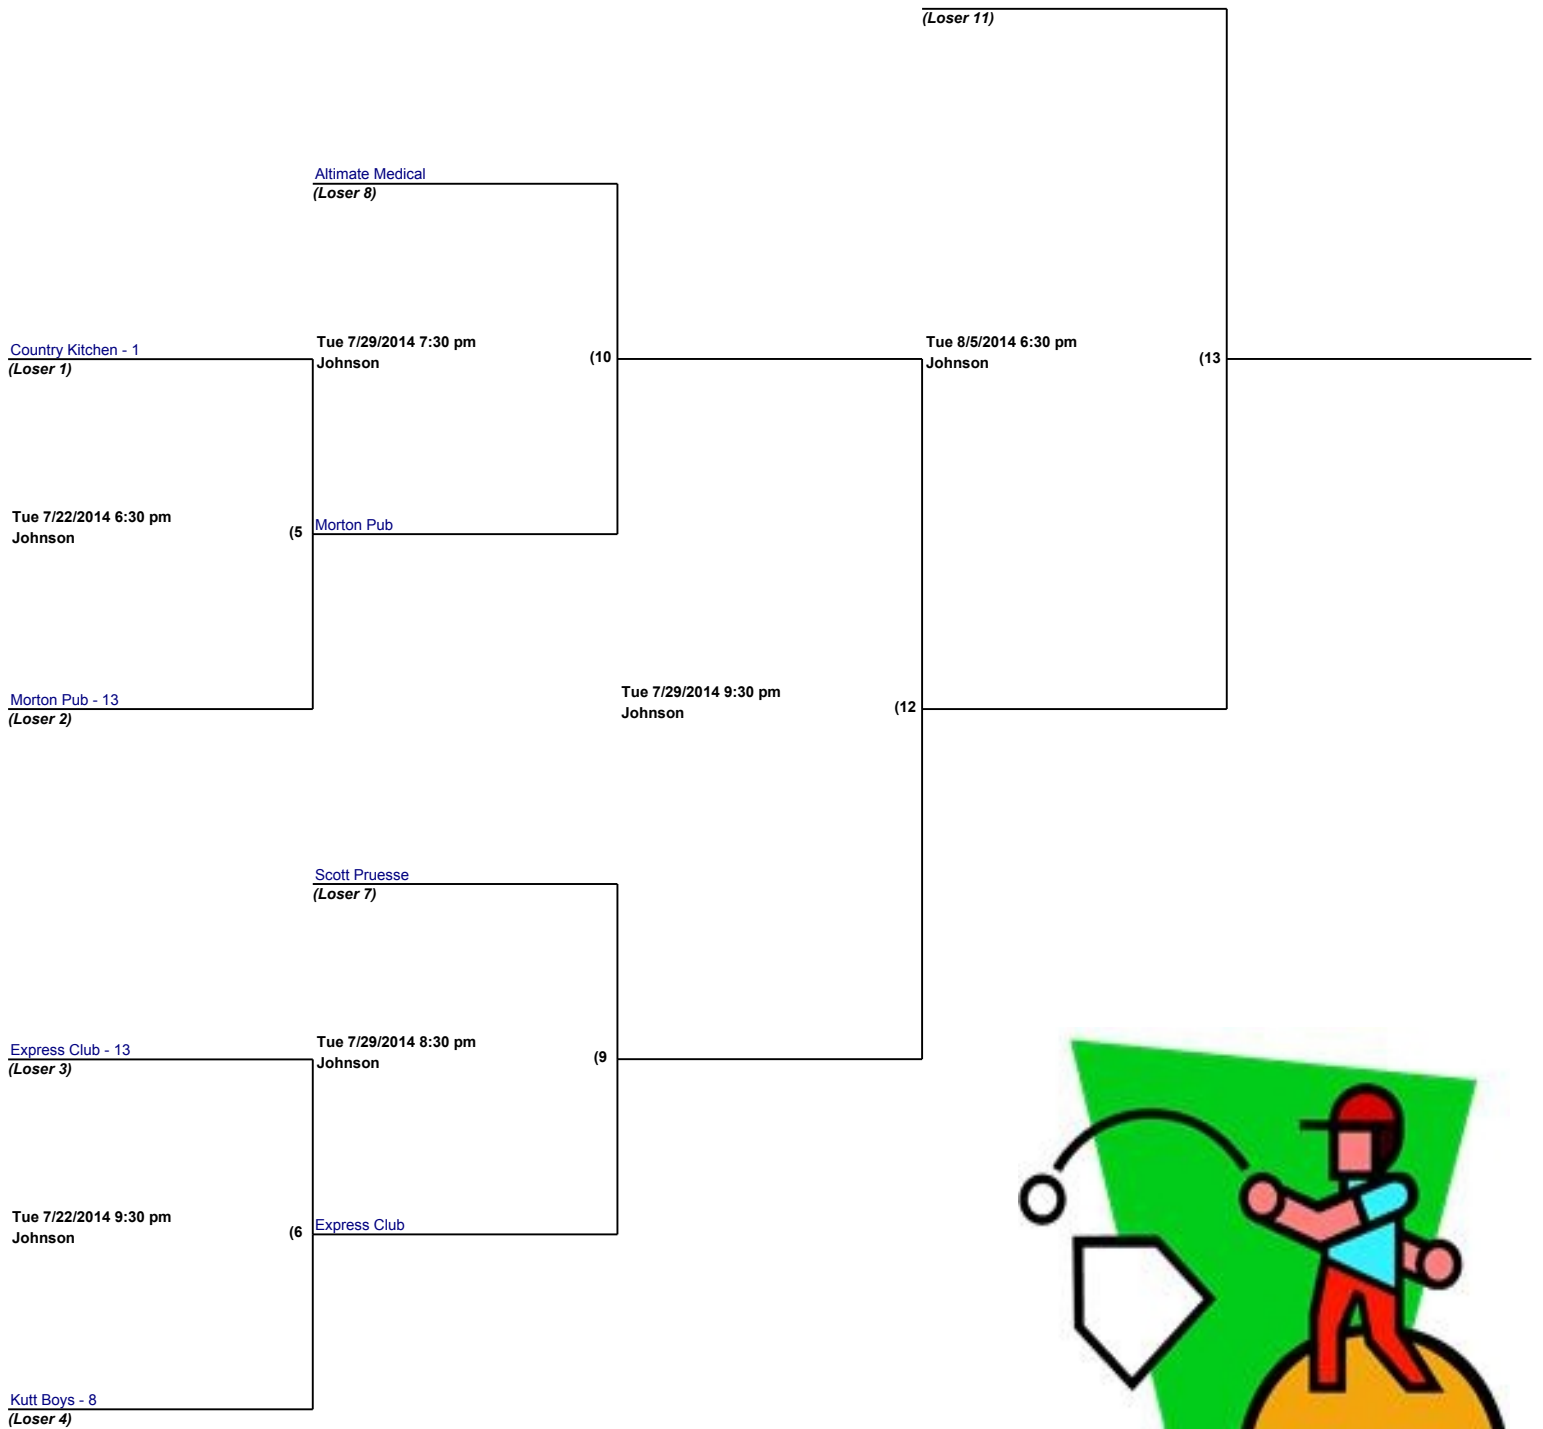 (Loser 11)
Altimate Medical
(Loser 8)
Country Kitchen - 1
(Loser 1)
Tue 7/29/2014 7:30 pm
Johnson
(10
Tue 8/5/2014 6:30 pm
Johnson
(13
Tue 7/22/2014 6:30 pm
Johnson
(5
Morton Pub
Morton Pub - 13
(Loser 2)
Tue 7/29/2014 9:30 pm
Johnson
(12
Scott Pruesse
(Loser 7)
Express Club - 13
(Loser 3)
Tue 7/29/2014 8:30 pm
Johnson
(9
Tue 7/22/2014 9:30 pm
Johnson
(6
Express Club
Kutt Boys - 8
(Loser 4)